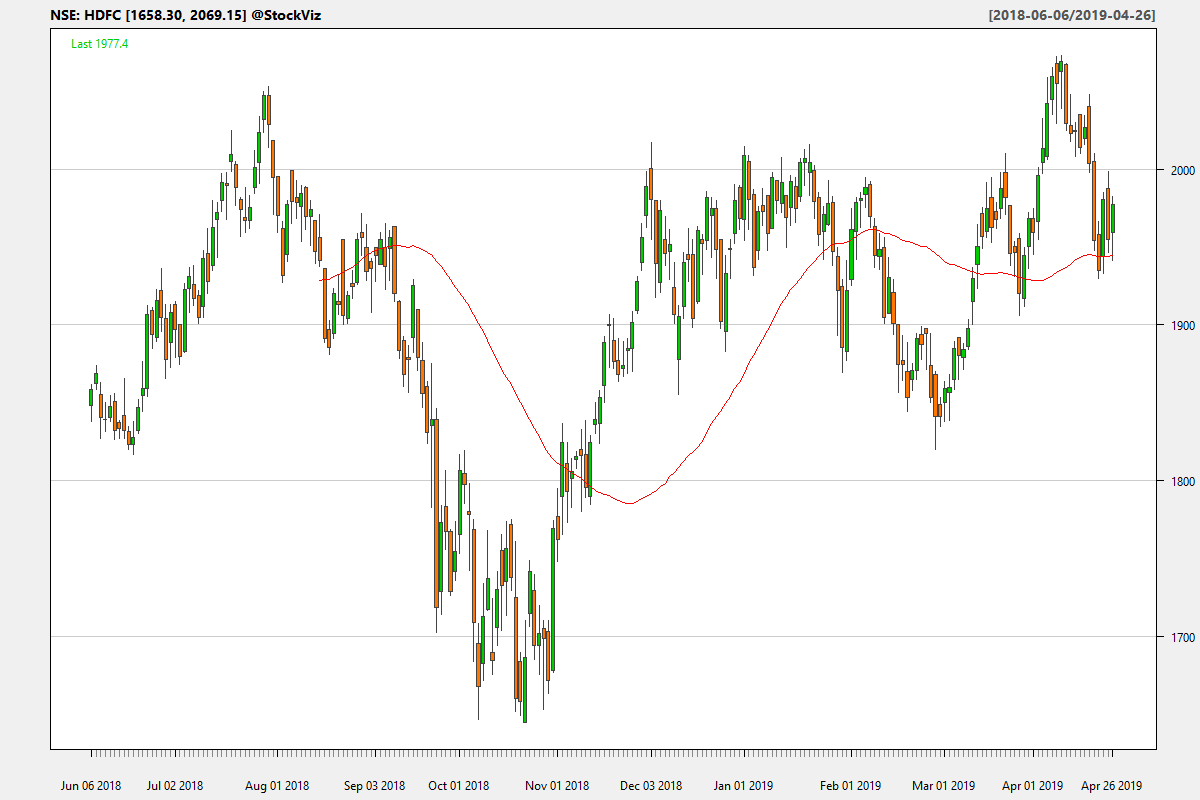 NSE: HDFC [1658.30, 2069.15] @StockViz [2018-06-06/2019-04-26]
Last 1977.4
2000
1900
1800
1700
Jun 06 2018 Jul 02 2018 Aug 01 2018 Sep 03 2018 Oct 01 2018 Nov 01 2018 Dec 03 2018 Jan 01 2019 Feb 01 2019 Mar 01 2019 Apr 01 2019 Apr 26 2019